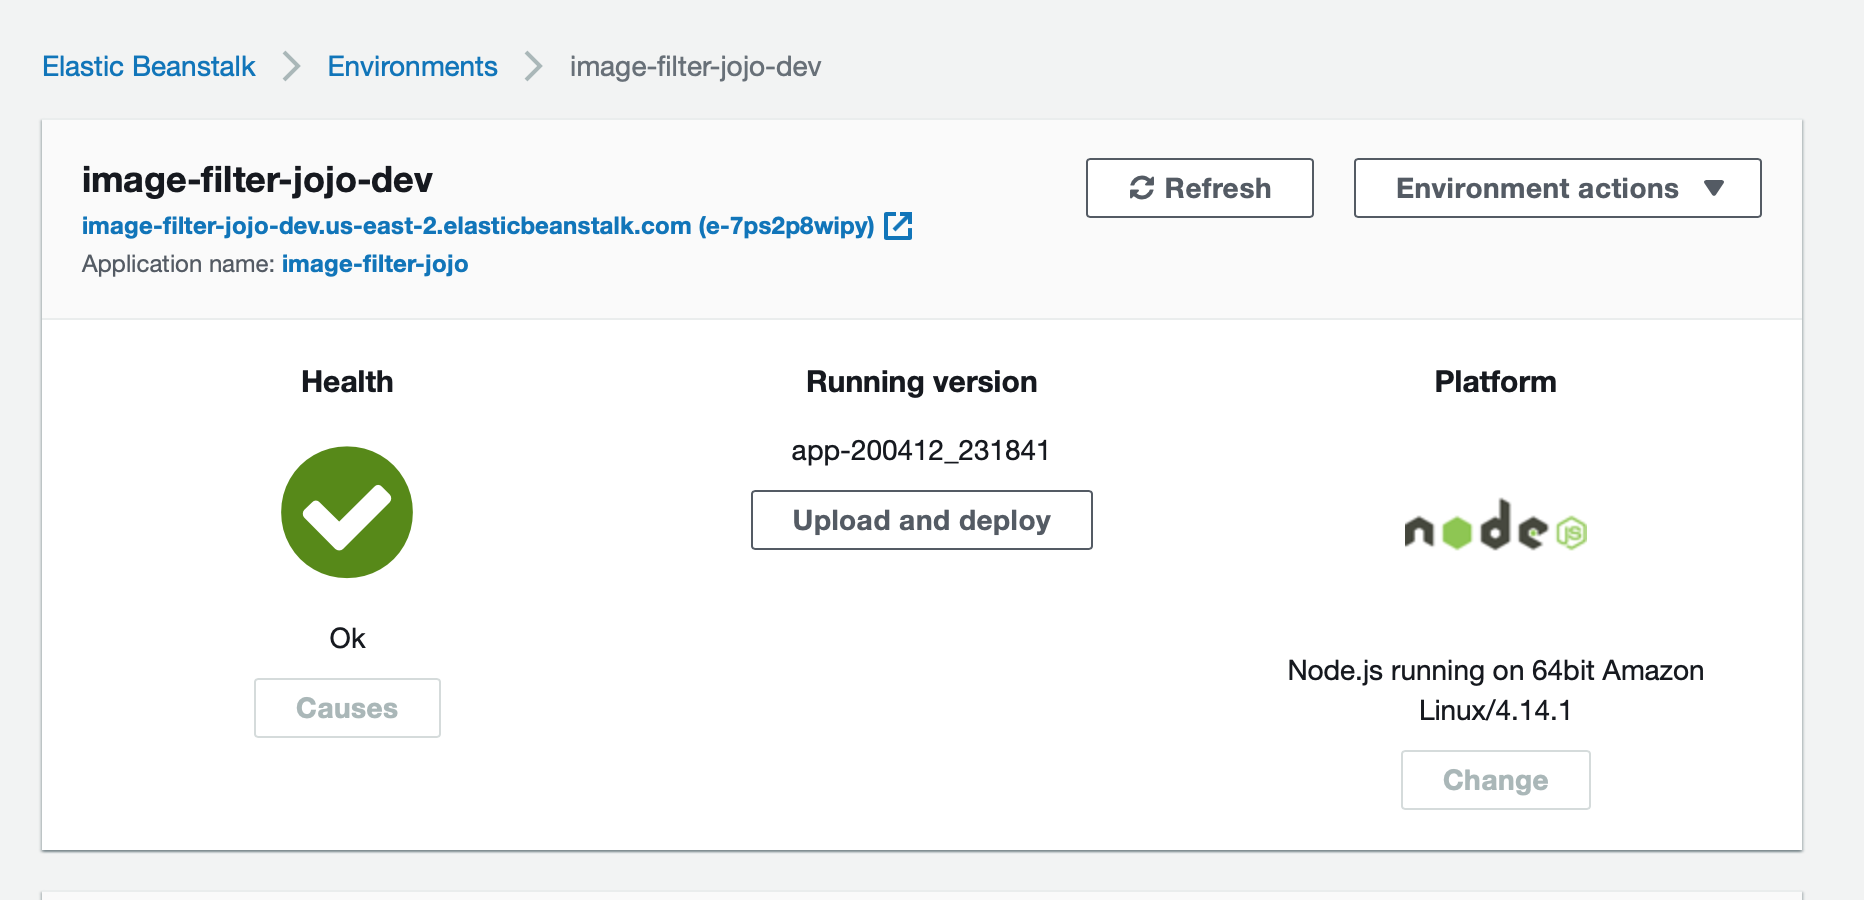 Elastic Beanstalk > Environments > image-filter-jojo-dev
image-filter-jojo-dev
Refresh
Environment actions
image-filter-jojo-dev.us-east-2.elasticbeanstalk.com (e-7ps2p8wipy)
Application name: image-filter-jojo
Health
Running version
Platform
app-200412_231841
Upload and deploy
node JS
Ok
Causes
Node.js running on 64bit Amazon
Linux/4.14.1
Change